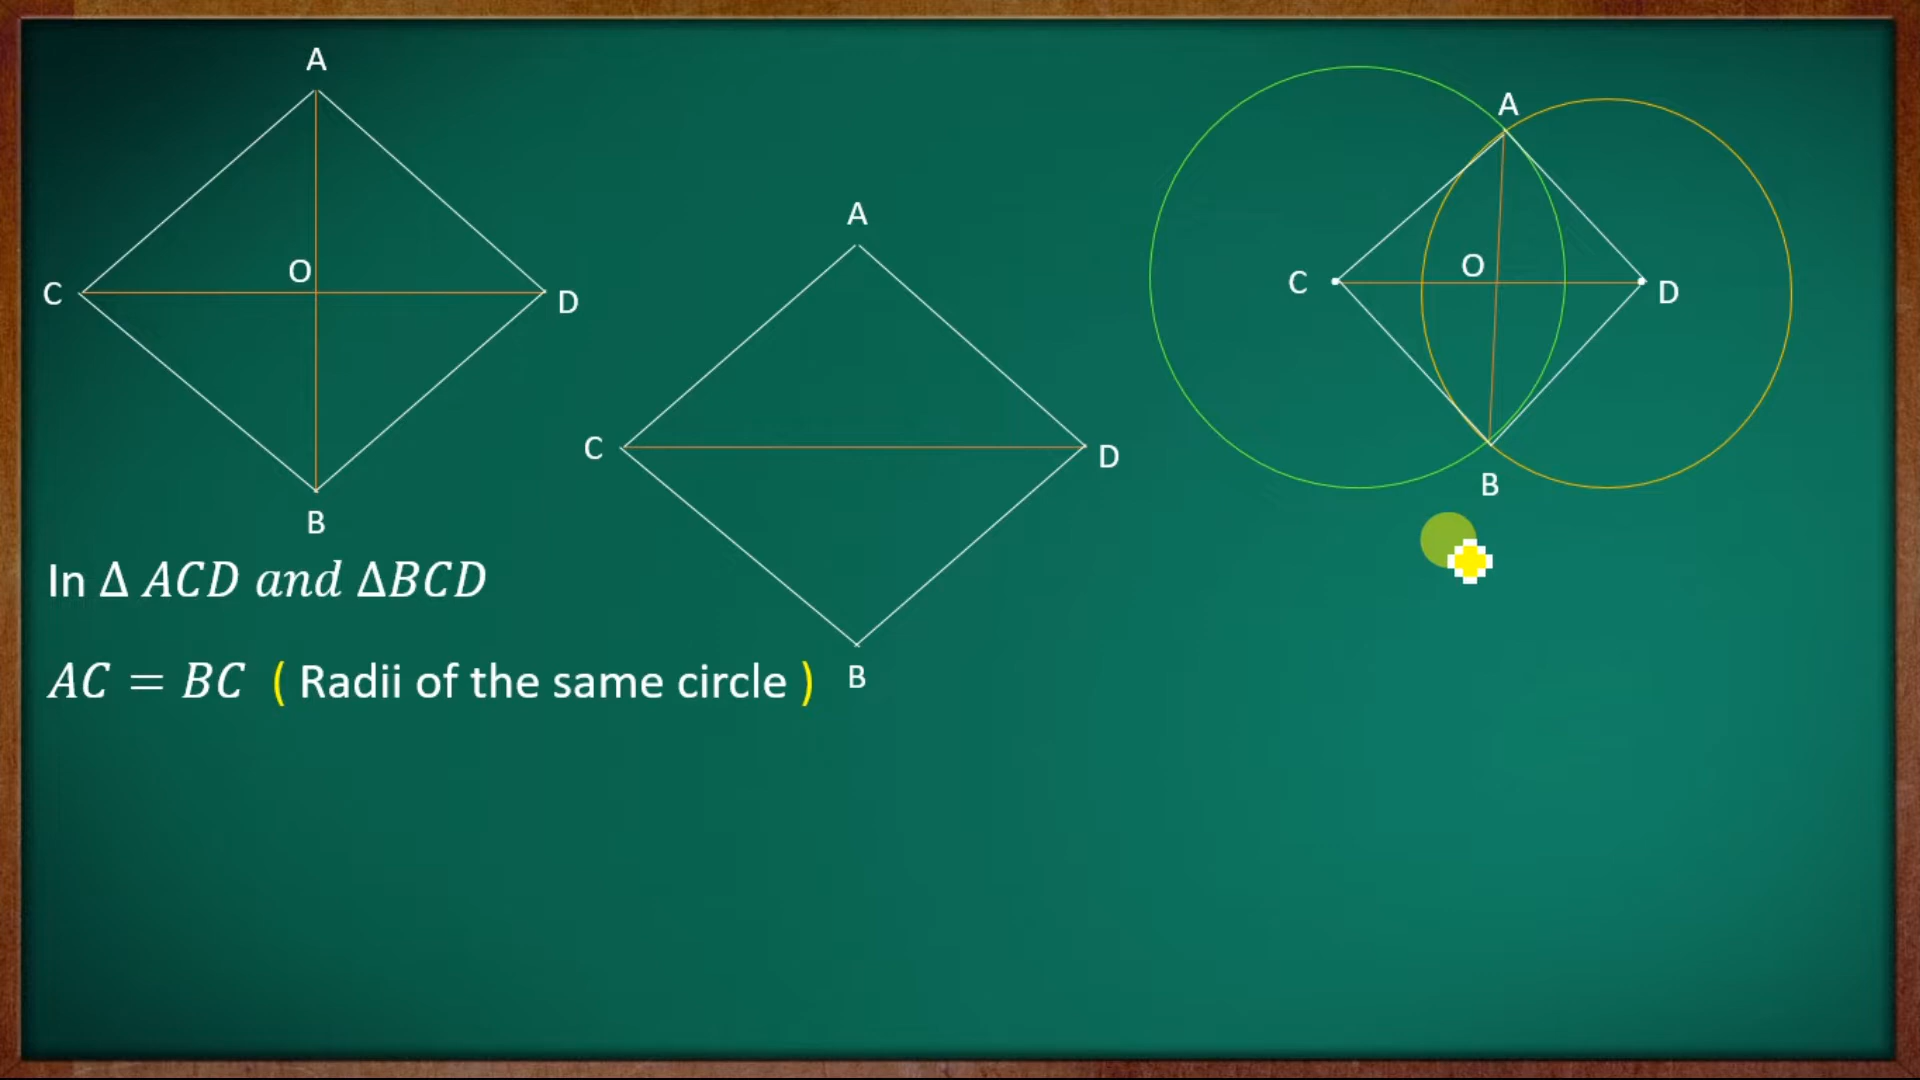 A
C
O
D
B
A
C
D
B
A
C
O
D
B
In Δ ACD and ΔBCD
AC = BC ( Radii of the same circle )